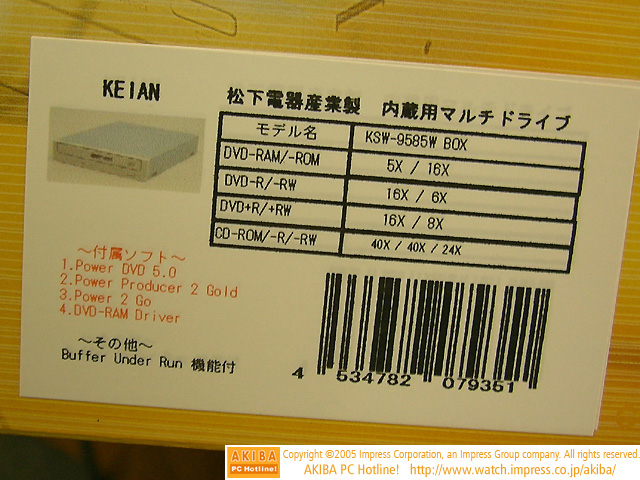 KEIAN
松下電器産業製 内蔵用マルチドライブ
モデル名 KSW-9585W BOX
DVD-RAM/-ROM 5X / 16X
DVD-R/-RW 16X / 6X
DVD+R/+RW 16X / 8X
CD-ROM/-R/-RW 40X / 40X / 24X
~付属ソフト~
1.Power DVD 5.0
2.Power Producer 2 Gold
3.Power 2 Go
4.DVD-RAM Driver
~その他~
Buffer Under Run 機能付
4 534782 079351
AKIBA
PC Hotline!
Copyright ©2005 Impress Corporation, an Impress Group company. All rights reserved.
AKIBA PC Hotline! http://www.watch.impress.co.jp/akiba/